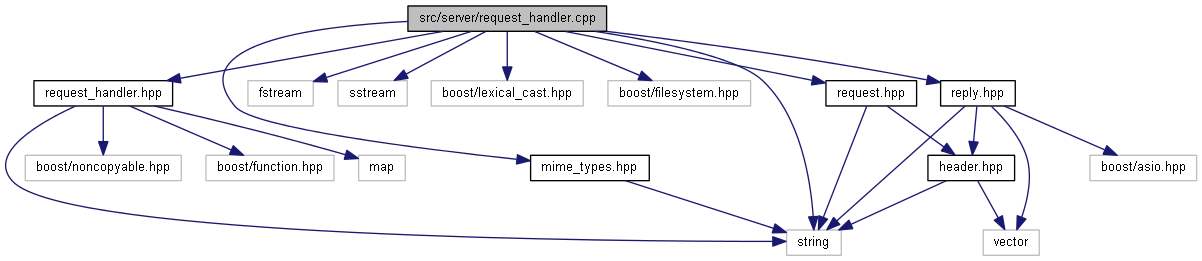 src/server/request_handler.cpp
request_handler.hpp
fstream
sstream
boost/lexical_cast.hpp
boost/filesystem.hpp
request.hpp
reply.hpp
boost/noncopyable.hpp
boost/function.hpp
map
mime_types.hpp
header.hpp
boost/asio.hpp
string
vector